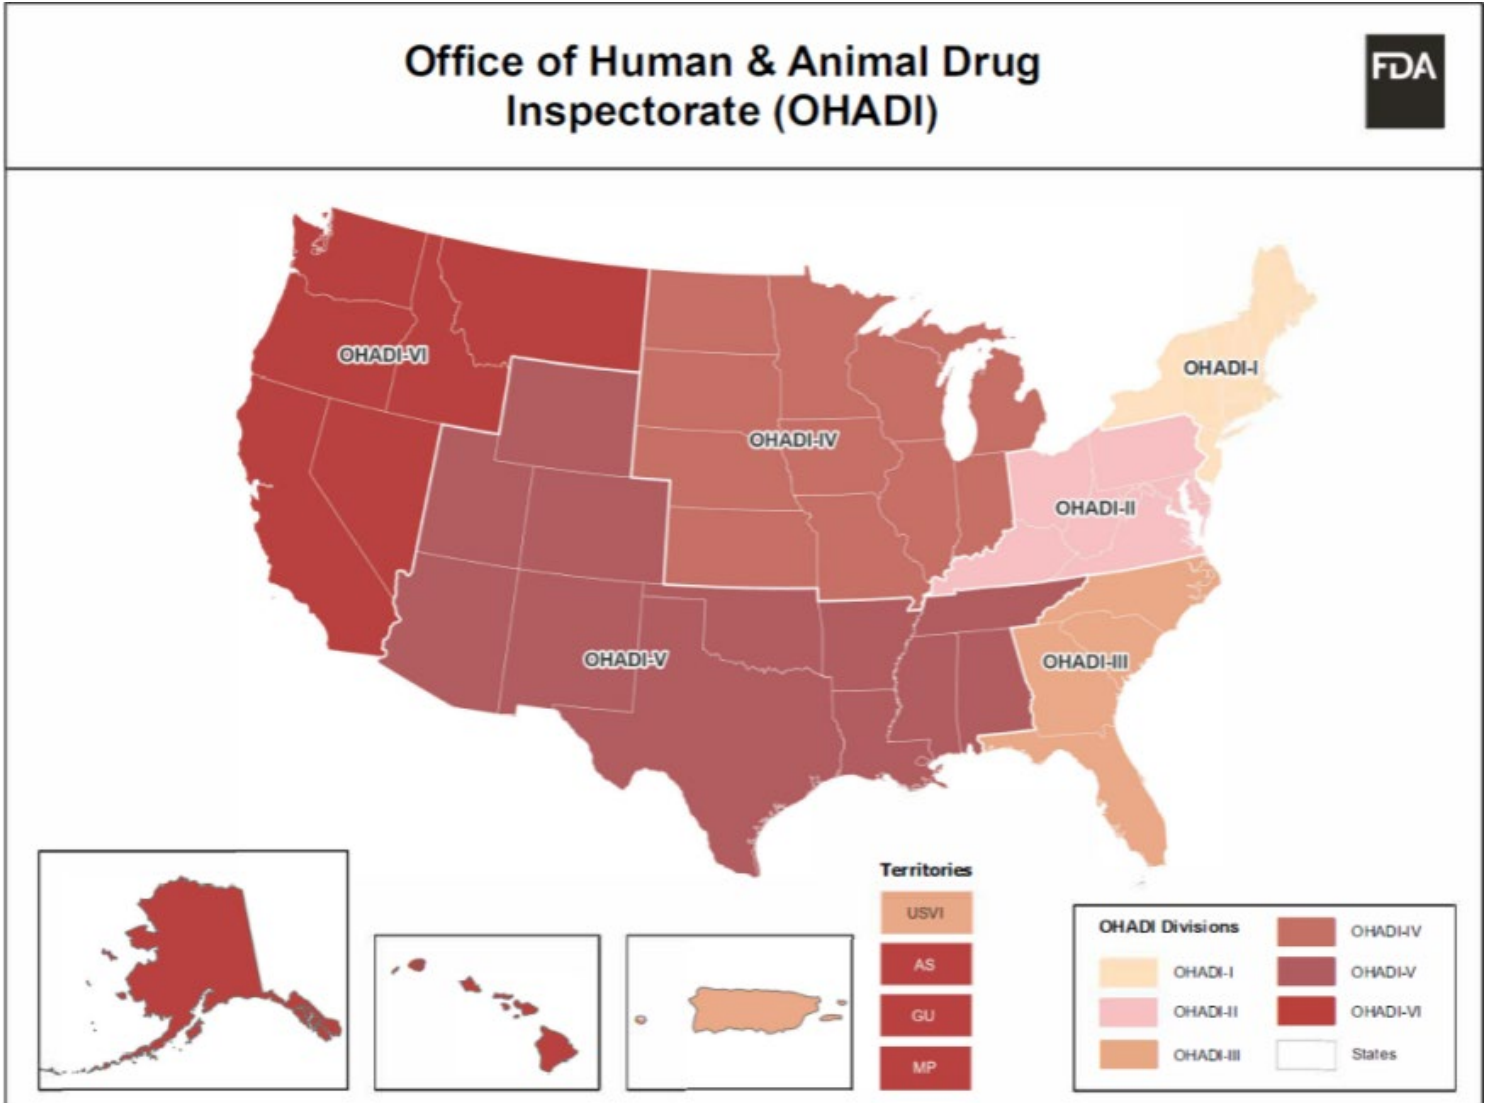 Office of Human & Animal Drug
Inspectorate (OHADI)
FDA
OHADI-VI
OHADI-I
OHADI-IV
OHADI-II
OHADI-V
OHADI-III
Territories
USVI
AS
GU
MP
OHADI Divisions
OHADI-I
OHADI-II
OHADI-III
OHADI-IV
OHADI-V
OHADI-VI
States